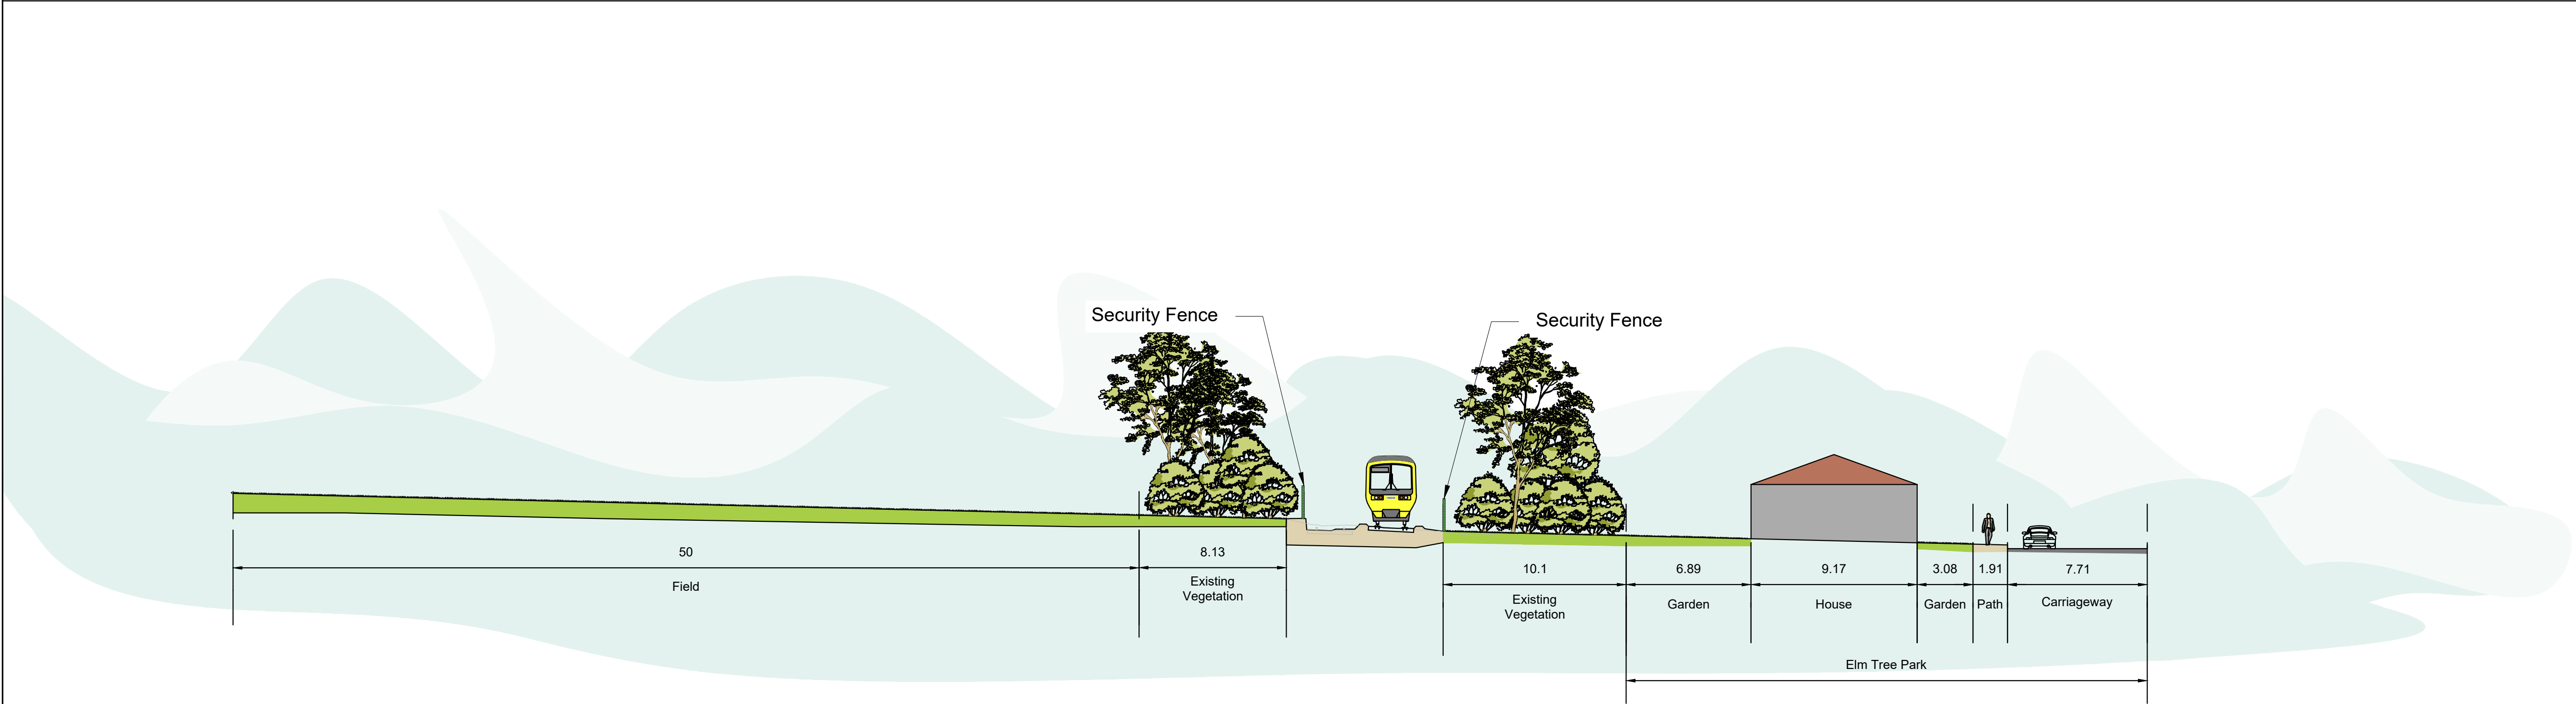 Security Fence
Security Fence
50
Field
8.13
Existing
Vegetation
10.1
Existing
Vegetation
6.89
Garden
9.17
House
3.08
Garden
1.91
Path
7.71
Carriageway
Elm Tree Park